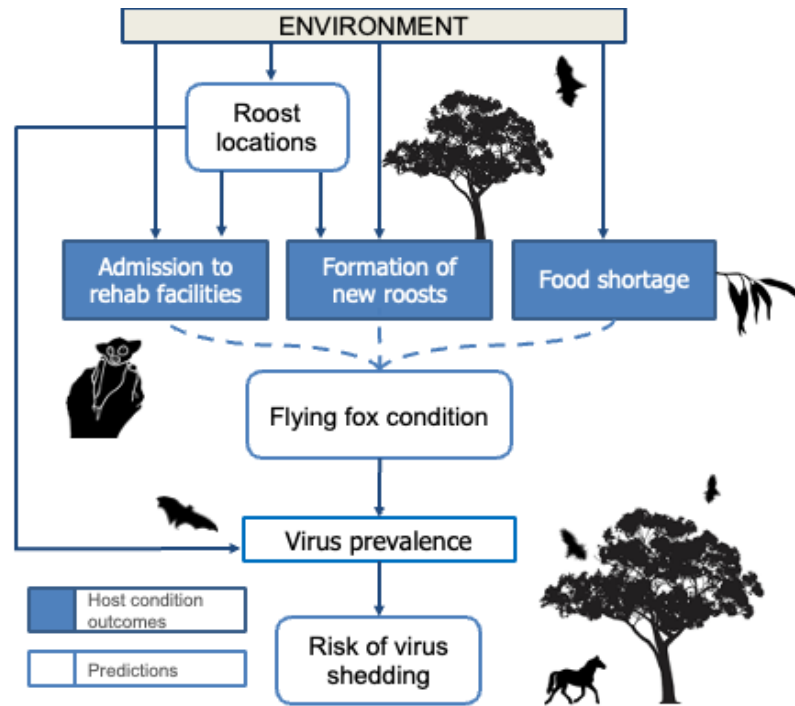 ENVIRONMENT
Roost
locations
Admission to
rehab facilities
Formation of
new roosts
Food shortage
Flying fox condition
Virus prevalence
Host condition
outcomes
Predictions
Risk of virus
shedding